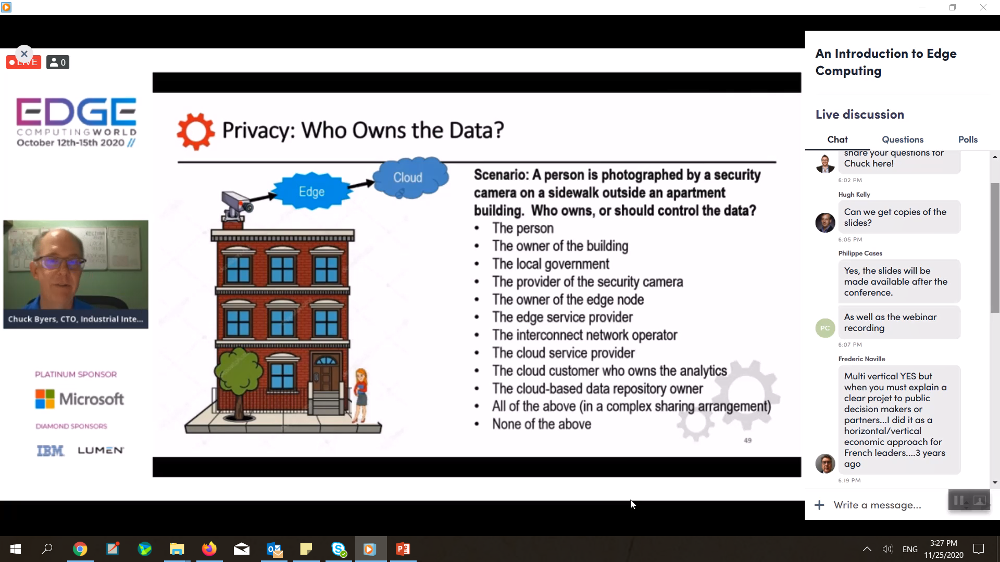 LIVE
0
EDGE
COMPUTINGWORLD
October 12th-15th 2020 //
Chuck Byers, CTO, Industrial Inte...
PLATINUM SPONSOR
Microsoft
DIAMOND SPONSORS
IBM LUMEN
Privacy: Who Owns the Data?
Edge
Cloud
Scenario: A person is photographed by a security
camera on a sidewalk outside an apartment
building. Who owns, or should control the data?
• The person
• The owner of the building
• The local government
• The provider of the security camera
• The owner of the edge node
• The edge service provider
• The interconnect network operator
• The cloud service provider
• The cloud customer who owns the analytics
• The cloud-based data repository owner
• All of the above (in a complex sharing arrangement)
• None of the above
49
An Introduction to Edge
Computing
Live discussion
Chat Questions Polls
share your questions for
Chuck here!
6:02 PM
Hugh Kelly
Can we get copies of the
slides?
6:05 PM
Philippe Cases
Yes, the slides will be
made available after the
conference.
As well as the webinar
recording
PC
6:07 PM
Frederic Naville
Multi vertical YES but
when you must explain a
clear projet to public
decision makers or
partners...I did it as a
horizontal/vertical
economic approach for
French leaders....3 years
ago
6:19 PM
+ Write a message...
ENG
3:27 PM
11/25/2020